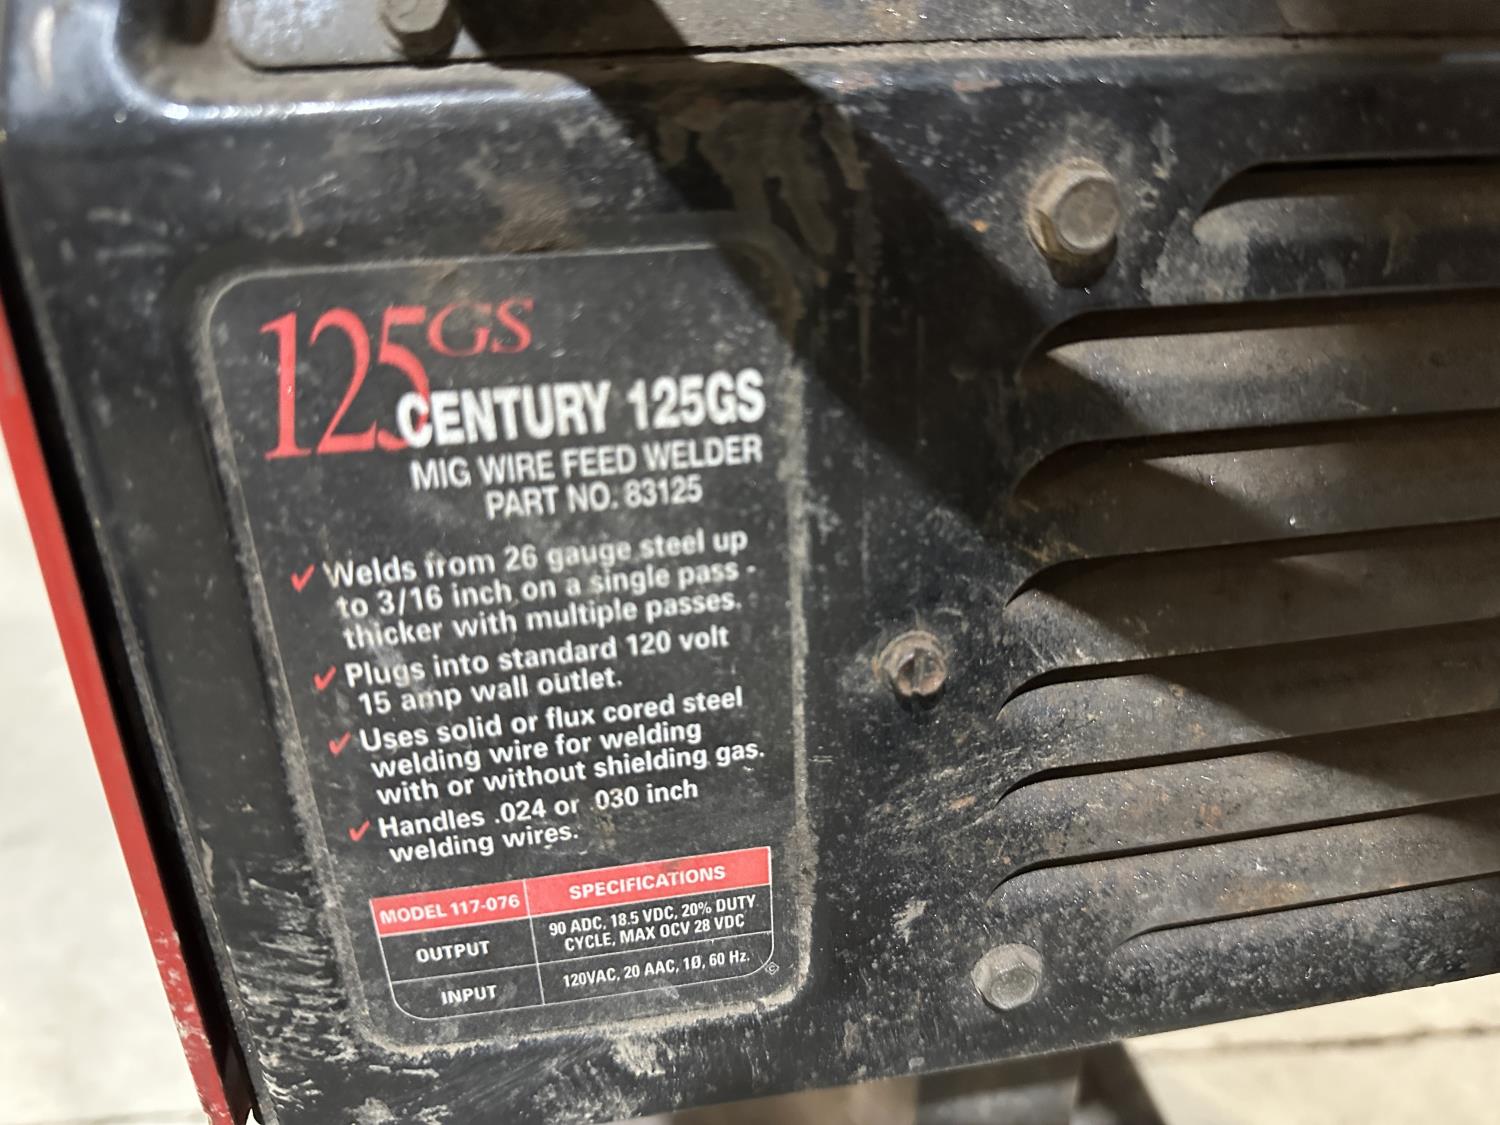 125GS
CENTURY 125GS
MIG WIRE FEED WELDER
PART NO. 83125
✓ Welds from 26 gauge steel up
to 3/16 inch on a single pass -
thicker with multiple passes.
✓ Plugs into standard 120 volt
15 amp wall outlet.
✓ Uses solid or flux cored steel
welding wire for welding
with or without shielding gas.
✓ Handles .024 or .030 inch
welding wires.
MODEL 117-076 SPECIFICATIONS
OUTPUT 90 ADC, 18.5 VDC, 20% DUTY
CYCLE, MAX OCV 28 VDC
INPUT 120VAC, 20 AAC, 1Ø, 60 Hz.
©